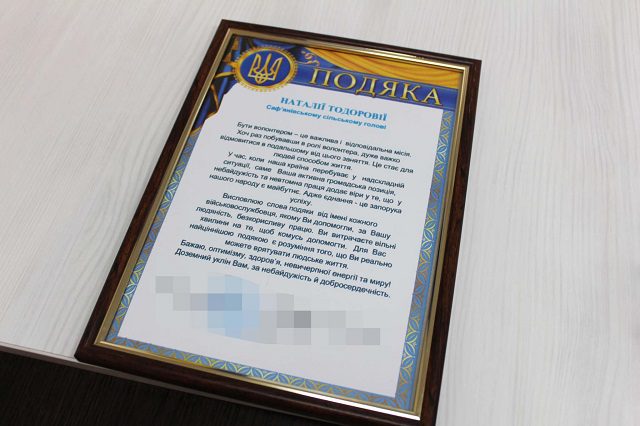 ПОДЯКА
НАТАЛІЇ ТОДОРОВІЇ
Саф'янівському сільському голові
Бути волонтером – це важлива і відповідальна місія.
Хоч раз побувавши в ролі волонтера, дуже важко
відмовитися в подальшому від цього заняття. Це стає для
людей способом життя.
У час, коли наша країна перебуває у надскладній
ситуації, саме Ваша активна громадська позиція,
небайдужість та невтомна праця додає віри у те, що у
нашого народу є майбутнє. Адже єднання - це запорука
успіху.
Висловлюю слова подяки від імені кожного
військовослужбовця, якому Ви допомогли, за Вашу
людяність, безкорисливу працю. Ви витрачаєте вільні
хвилини на те, щоб комусь допомогти. Для Вас
найціннішою подякою є розуміння того, що Ви реально
можете врятувати людське життя.
Бажаю, оптимізму, здоров'я, невичерпної енергії та миру!
Доземний уклін Вам, за небайдужість й добросердечність.